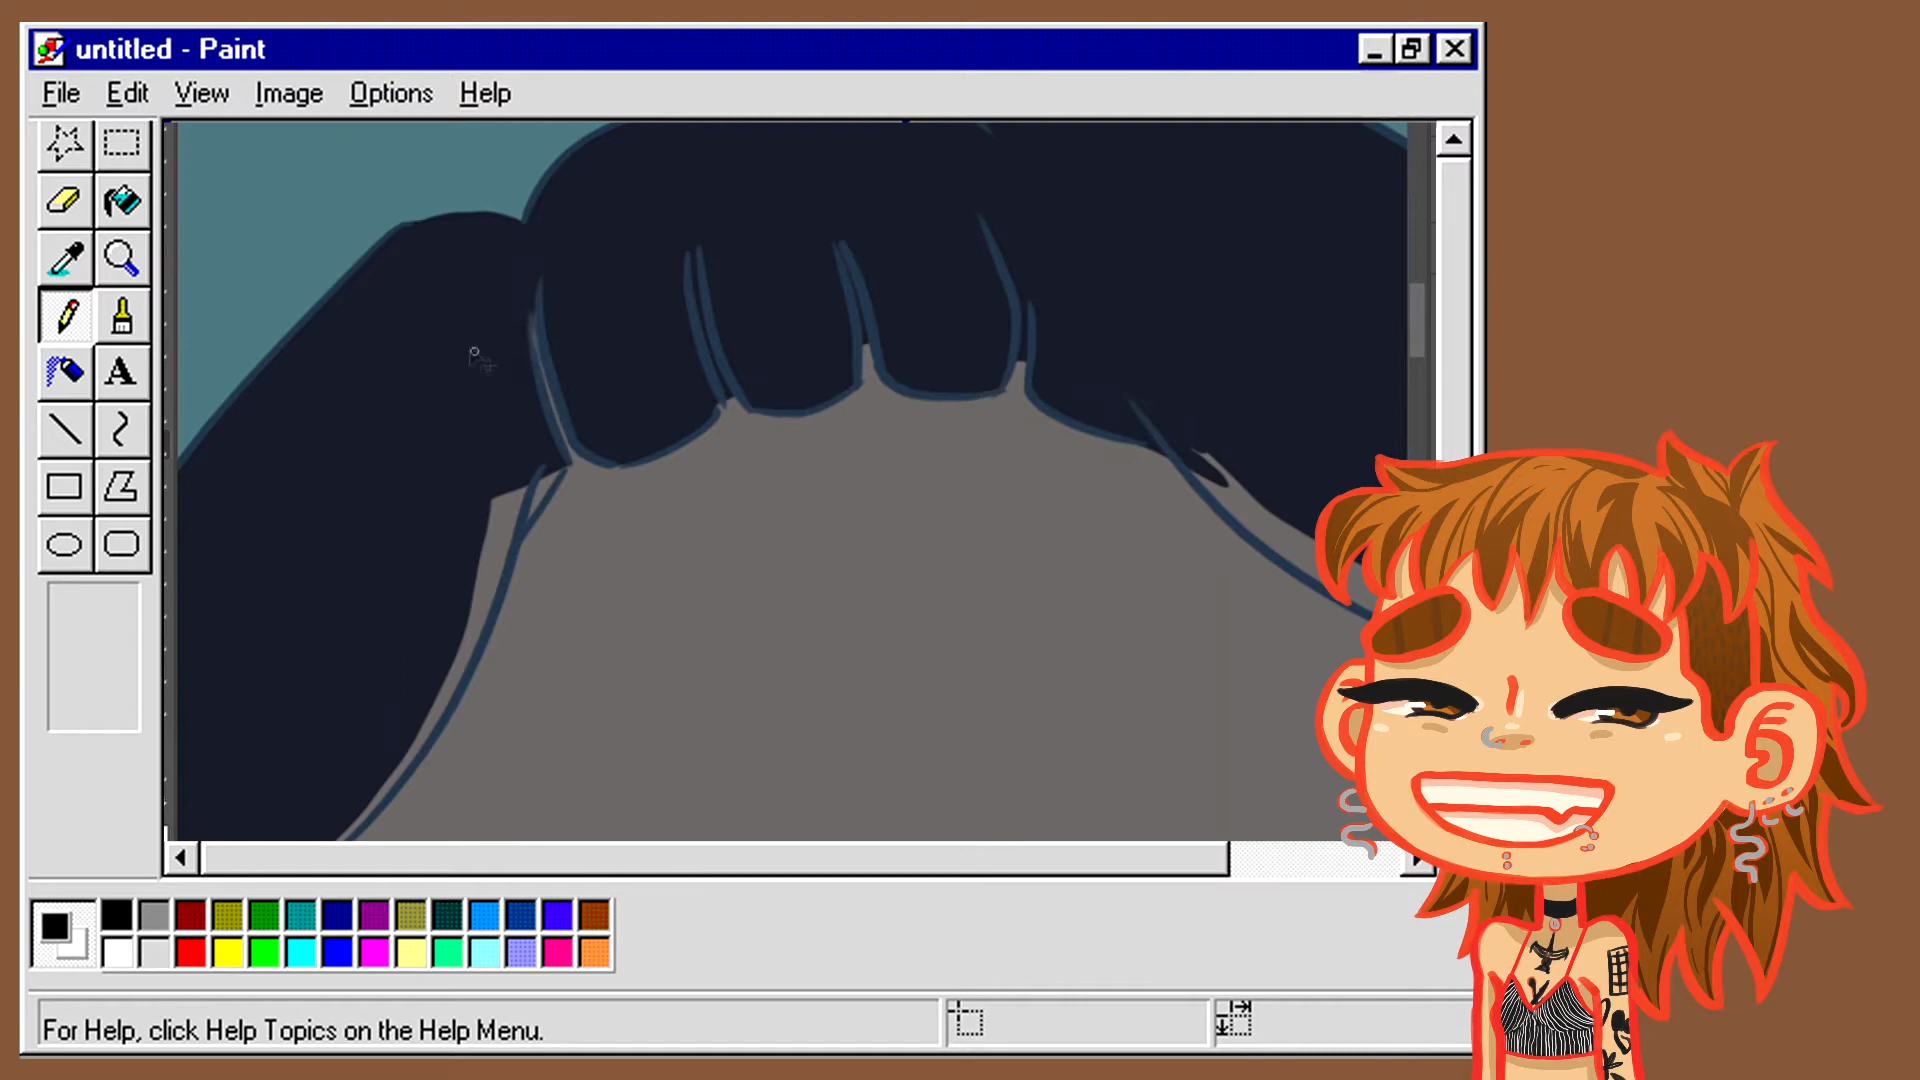 untitled - Paint
File Edit View Image Options Help
A
For Help, click Help Topics on the Help Menu.